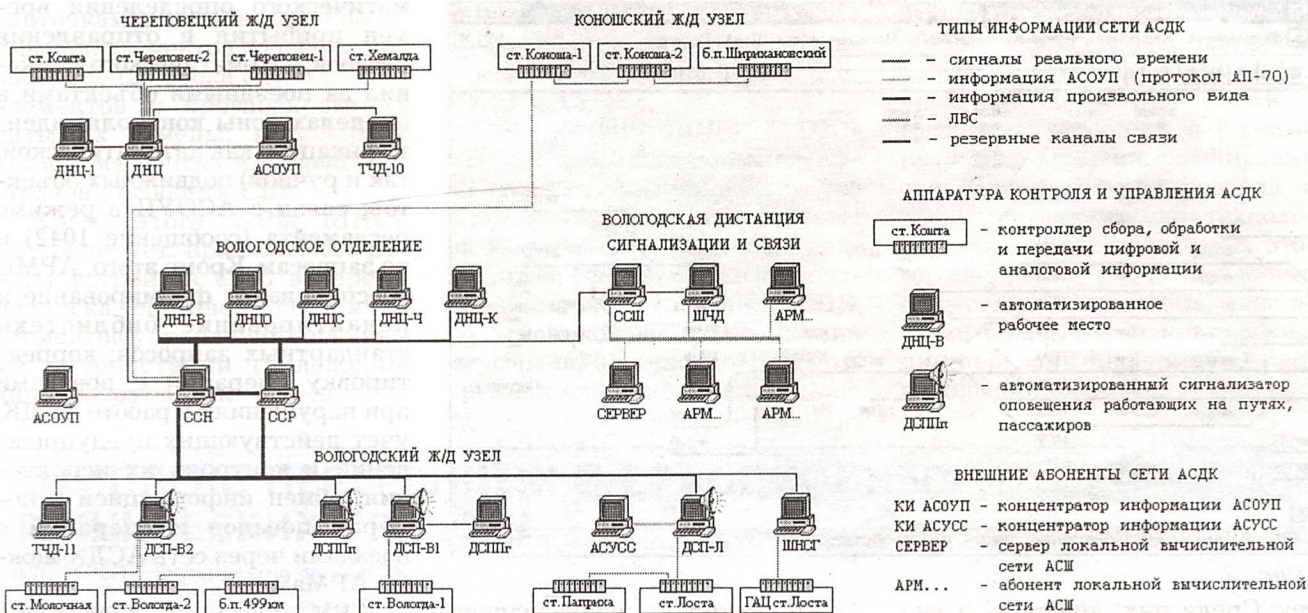 ЧЕРЕПОВЕЦКИЙ Ж/Д УЗЕЛ
ст.Кошта
ст.Череповец-2
ст.Череповец-1
ст.Хемалда
ДНЦ-1
ДНЦ
АСОУП
ТЧД-10
КОНОШСКИЙ Ж/Д УЗЕЛ
ст.Коноша-1
ст.Коноша-2
б.п.Ширихановский
ВОЛОГОДСКОЕ ОТДЕЛЕНИЕ
ДНЦ-В
ДНЦО
ДНЦС
ДНЦ-Ч
ДНЦ-К
АСОУП
ССН
ССР
ВОЛОГОДСКАЯ ДИСТАНЦИЯ
СИГНАЛИЗАЦИИ И СВЯЗИ
ССШ
ШЧД
АРМ...
СЕРВЕР
АРМ...
АРМ...
ВОЛОГОДСКИЙ Ж/Д УЗЕЛ
ТЧД-11
ДСП-В2
ДСППп
ДСП-В1
ДСППг
АСУСС
ДСП-Л
ШНСГ
ст.Молочная
ст.Вологда-2
б.п.499км
ст.Вологда-1
ст.Паприха
ст.Лоста
ГАЦ ст.Лоста
ТИПЫ ИНФОРМАЦИИ СЕТИ АСДК
- сигналы реального времени
- информация АСОУП (протокол АП-70)
- информация произвольного вида
- ЛВС
- резервные каналы связи
АППАРАТУРА КОНТРОЛЯ И УПРАВЛЕНИЯ АСДК
ст.Кошта
- контроллер сбора, обработки
и передачи цифровой и
аналоговой информации
ДНЦ-В
- автоматизированное
рабочее место
ДСППп
- автоматизированный сигнализатор
оповещения работающих на путях,
пассажиров
ВНЕШНИЕ АБОНЕНТЫ СЕТИ АСДК
КИ АСОУП - концентратор информации АСОУП
КИ АСУСС - концентратор информации АСУСС
СЕРВЕР - сервер локальной вычислительной
сети АСШ
АРМ... - абонент локальной вычислительной
сети АСШ